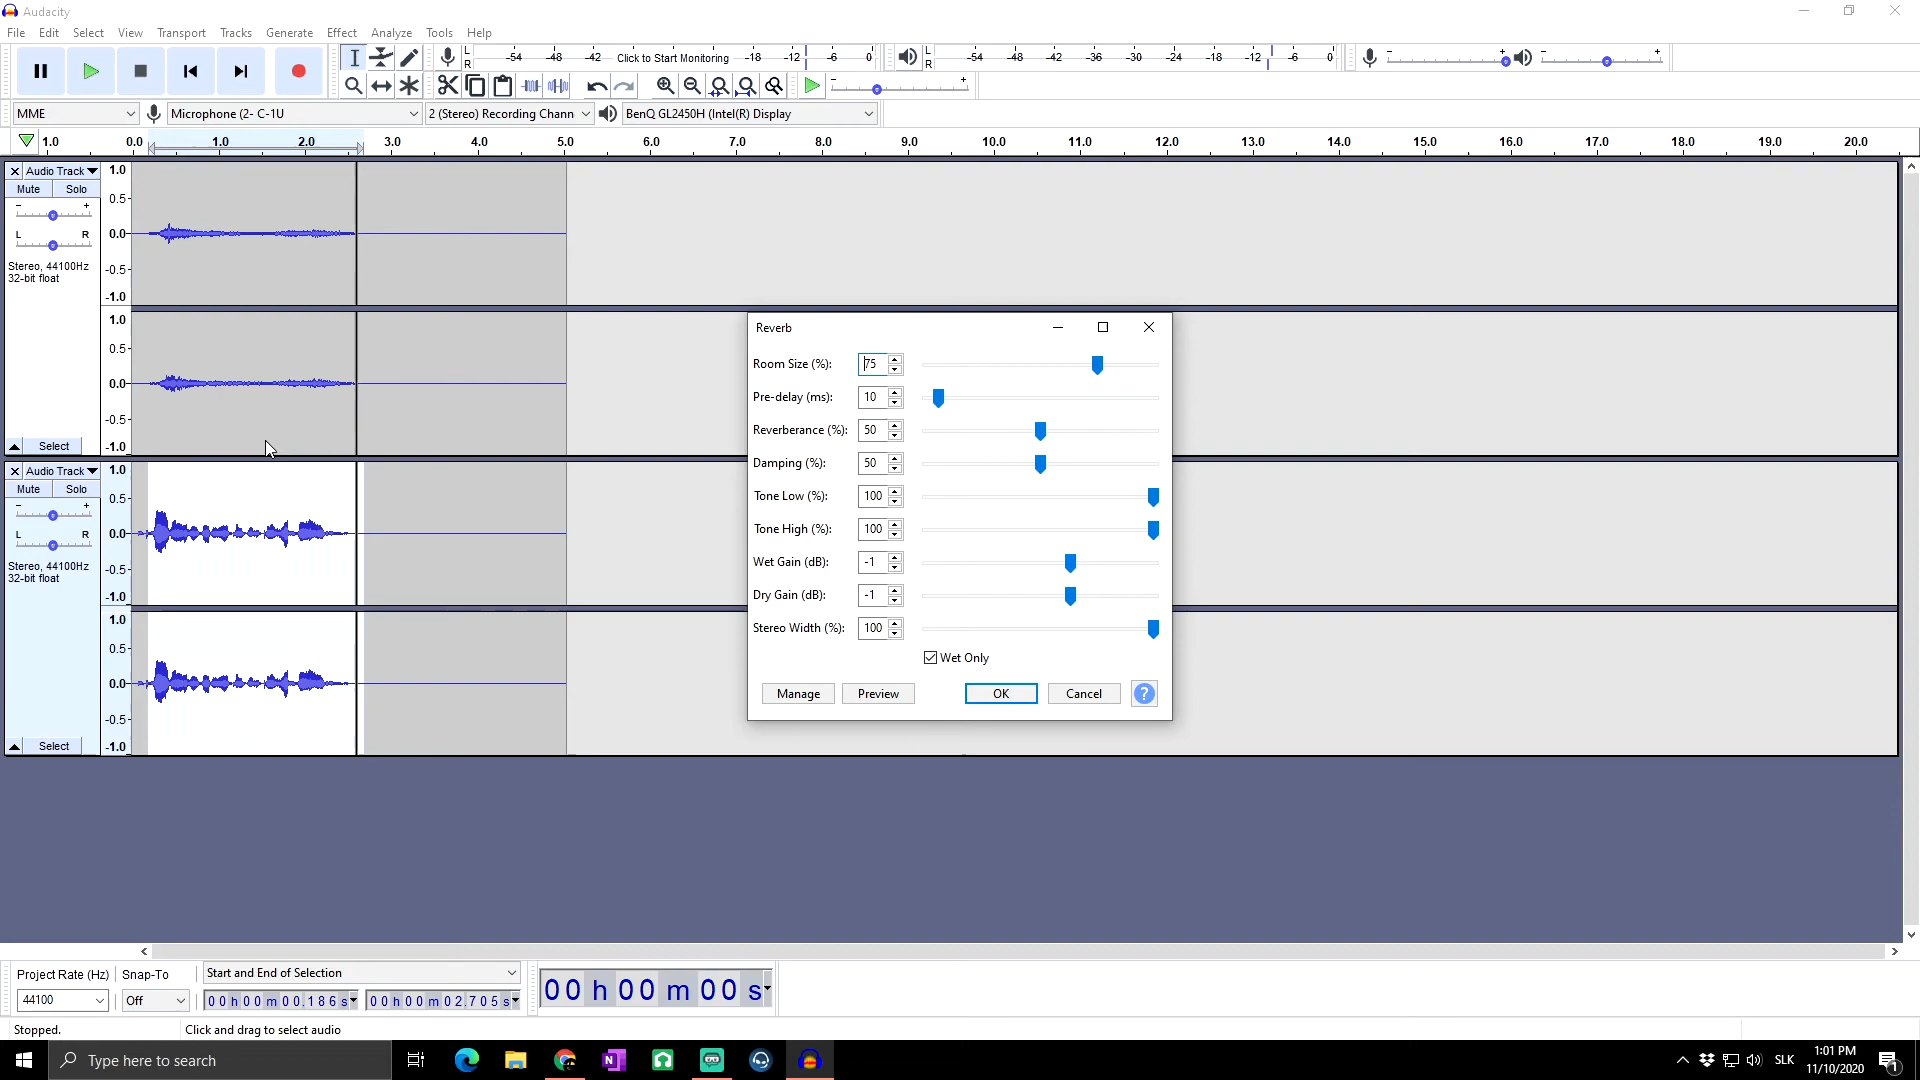 Audacity
File Edit Select View Transport Tracks Generate Effect Analyze Tools Help
L R -54 -48 -42 Click to Start Monitoring -18 -12 -6 0 L R -54 -48 -42 -36 -30 -24 -18 -12 -6 0 - + - +
- +
MME Microphone (2- C-1U 2 (Stereo) Recording Chann BenQ GL2450H (Intel(R) Display
1.0 0.0 1.0 2.0 3.0 4.0 5.0 6.0 7.0 8.0 9.0 10.0 11.0 12.0 13.0 14.0 15.0 16.0 17.0 18.0 19.0 20.0
Audio Track
Mute Solo
- +
L R
Stereo, 44100Hz
32-bit float
Select
1.0
0.5-
0.0-
-0.5-
-1.0
1.0
0.5-
0.0-
-0.5-
-1.0
Audio Track
Mute Solo
- +
L R
Stereo, 44100Hz
32-bit float
Select
1.0
0.5-
0.0-
-0.5-
-1.0
1.0
0.5-
0.0-
-0.5-
-1.0
Reverb
Room Size (%): 75
Pre-delay (ms): 10
Reverberance (%): 50
Damping (%): 50
Tone Low (%): 100
Tone High (%): 100
Wet Gain (dB): -1
Dry Gain (dB): -1
Stereo Width (%): 100
Wet Only
Manage Preview OK Cancel ?
Project Rate (Hz) Snap-To Start and End of Selection
44100 Off 00h00m00.186s 00h00m02.705s
00 h 00 m 00 s
Stopped. Click and drag to select audio
Type here to search
SLK
1:01 PM
11/10/2020
1